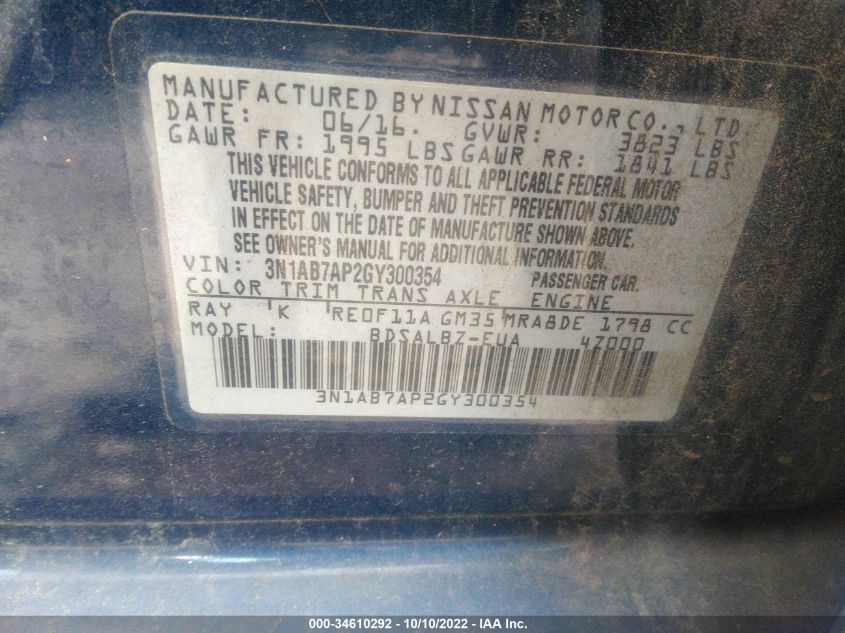 MANUFACTURED BY NISSAN MOTOR CO., LTD.
DATE: 06/16. GVWR: 3823 LBS
GAWR FR: 1995 LBS GAWR RR: 1841 LBS
THIS VEHICLE CONFORMS TO ALL APPLICABLE FEDERAL MOTOR
VEHICLE SAFETY, BUMPER AND THEFT PREVENTION STANDARDS
IN EFFECT ON THE DATE OF MANUFACTURE SHOWN ABOVE.
SEE OWNER'S MANUAL FOR ADDITIONAL INFORMATION.
VIN: 3N1AB7AP2GY300354 PASSENGER CAR.
COLOR TRIM TRANS AXLE ENGINE
RAY K RE0F11A GM35 MRA8DE 1798 CC
MODEL: BDSALBZ-EUA 4Z000
3N1AB7AP2GY300354
000-34610292 - 10/10/2022 - IAA Inc.